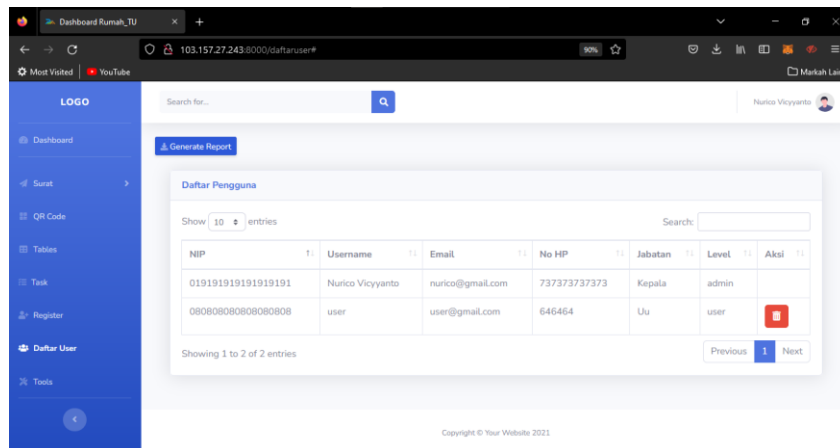 Dashboard Rumah_TU
103.157.27.243:8000/daftaruser#
90%
Most Visited
YouTube
Markah Lain
LOGO
Search for...
Nurico Vicyyanto
Dashboard
Generate Report
Surat
Daftar Pengguna
QR Code
Show 10 entries
Search:
Tables
NIP Username Email No HP Jabatan Level Aksi
Task
019191919191919191 Nurico Vicyyanto nurico@gmail.com 737373737373 Kepala admin
Register
080808080808080808 user user@gmail.com 646464 Uu user
Daftar User
Showing 1 to 2 of 2 entries
Previous 1 Next
Tools
Copyright © Your Website 2021